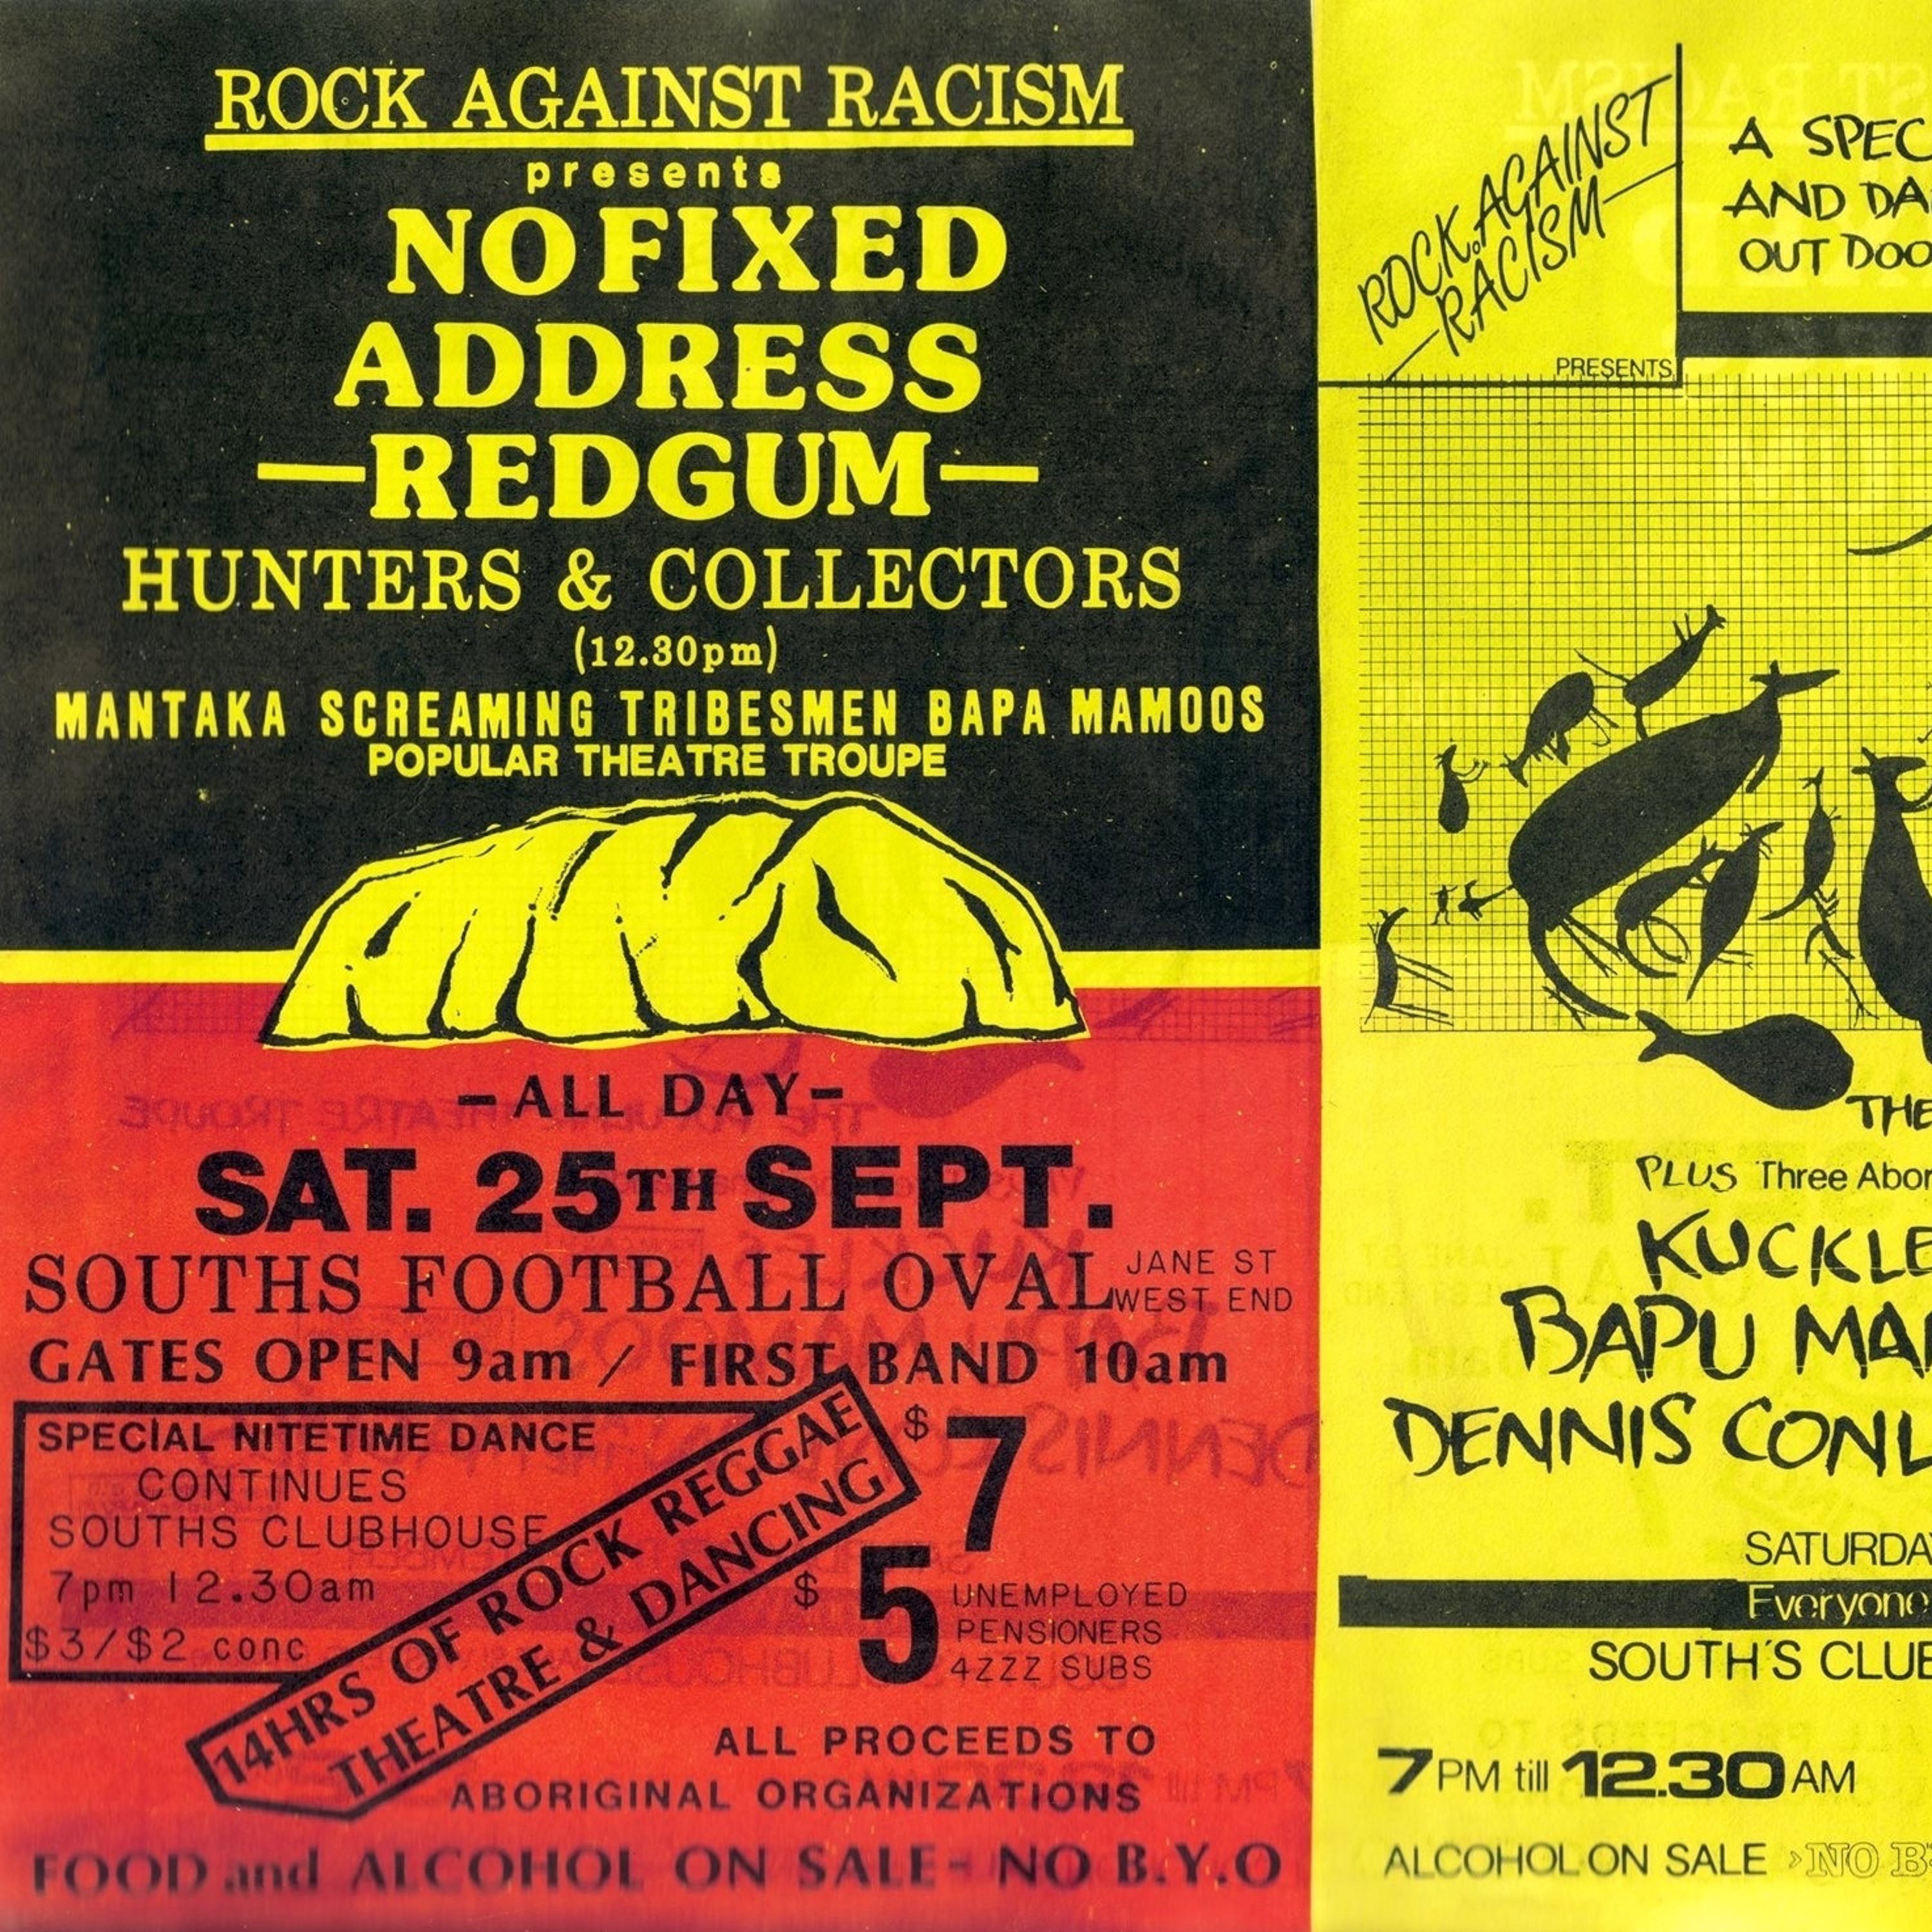 ROCK AGAINST RACISM
presents
NO FIXED
ADDRESS
—REDGUM—
HUNTERS & COLLECTORS
(12.30pm)
MANTAKA SCREAMING TRIBESMEN BAPA MAMOOS
POPULAR THEATRE TROUPE
-ALL DAY-
SAT. 25TH SEPT.
SOUTHS FOOTBALL OVAL
JANE ST
WEST END
GATES OPEN 9am / FIRST BAND 10am
SPECIAL NITETIME DANCE
CONTINUES
SOUTHS CLUBHOUSE
7pm 12.30am
$3/$2 conc
14HRS OF ROCK REGGAE
THEATRE & DANCING
$7
$5 UNEMPLOYED
PENSIONERS
4ZZZ SUBS
ALL PROCEEDS TO
ABORIGINAL ORGANIZATIONS
FOOD and ALCOHOL ON SALE - NO B.Y.O
ROCK AGAINST
RACISM
PRESENTS
A SPEC
AND DA
OUT DOO
THE
PLUS Three Abor
KUCKLE
BAPU MA
DENNIS CONL
SATURDA
Everyone
SOUTH'S CLUB
7PM till 12.30AM
ALCOHOL ON SALE >NO B